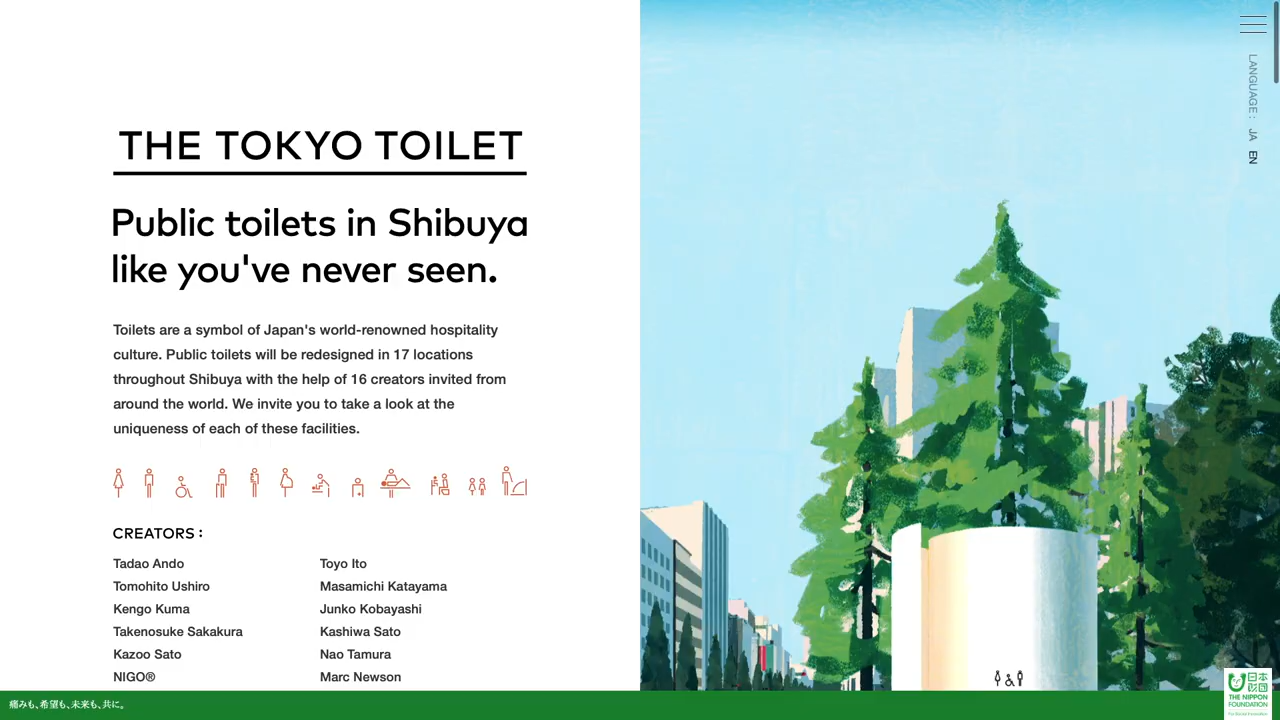 THE TOKYO TOILET
Public toilets in Shibuya
like you've never seen.
Toilets are a symbol of Japan's world-renowned hospitality
culture. Public toilets will be redesigned in 17 locations
throughout Shibuya with the help of 16 creators invited from
around the world. We invite you to take a look at the
uniqueness of each of these facilities.
CREATORS :
Tadao Ando
Tomohito Ushiro
Kengo Kuma
Takenosuke Sakakura
Kazoo Sato
NIGO®
Toyo Ito
Masamichi Katayama
Junko Kobayashi
Kashiwa Sato
Nao Tamura
Marc Newson
LANGUAGE : JA EN
痛みも、希望も、未来も、共に。
日本
財団
THE NIPPON
FOUNDATION
For Social Innovation